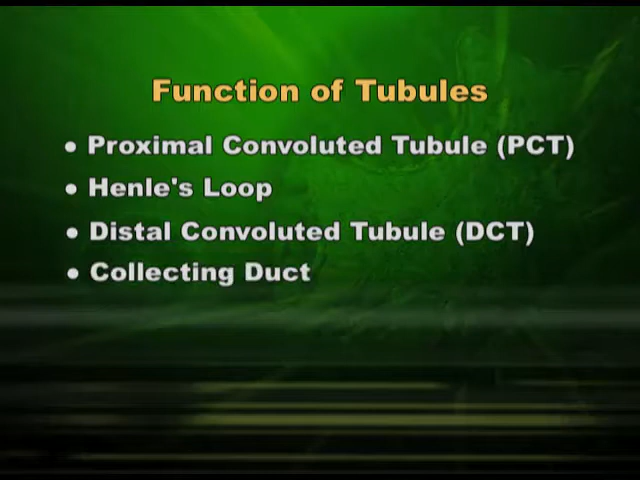 Function of Tubules
● Proximal Convoluted Tubule (PCT)
● Henle's Loop
● Distal Convoluted Tubule (DCT)
● Collecting Duct